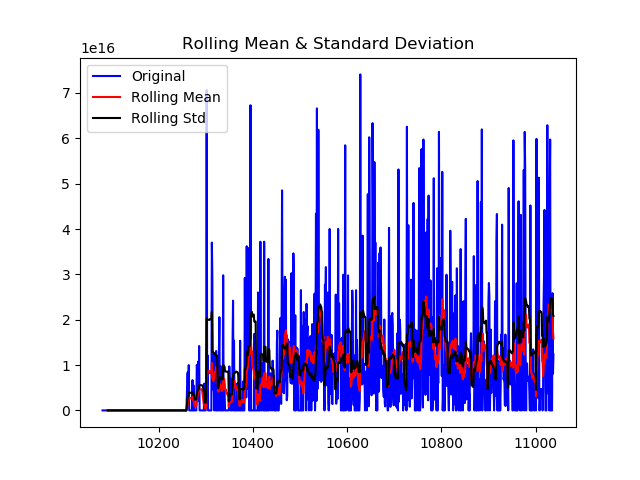 Rolling Mean & Standard Deviation
1e16
Original
Rolling Mean
Rolling Std
7
6
5
4
3
2
1
0
10200 10400 10600 10800 11000